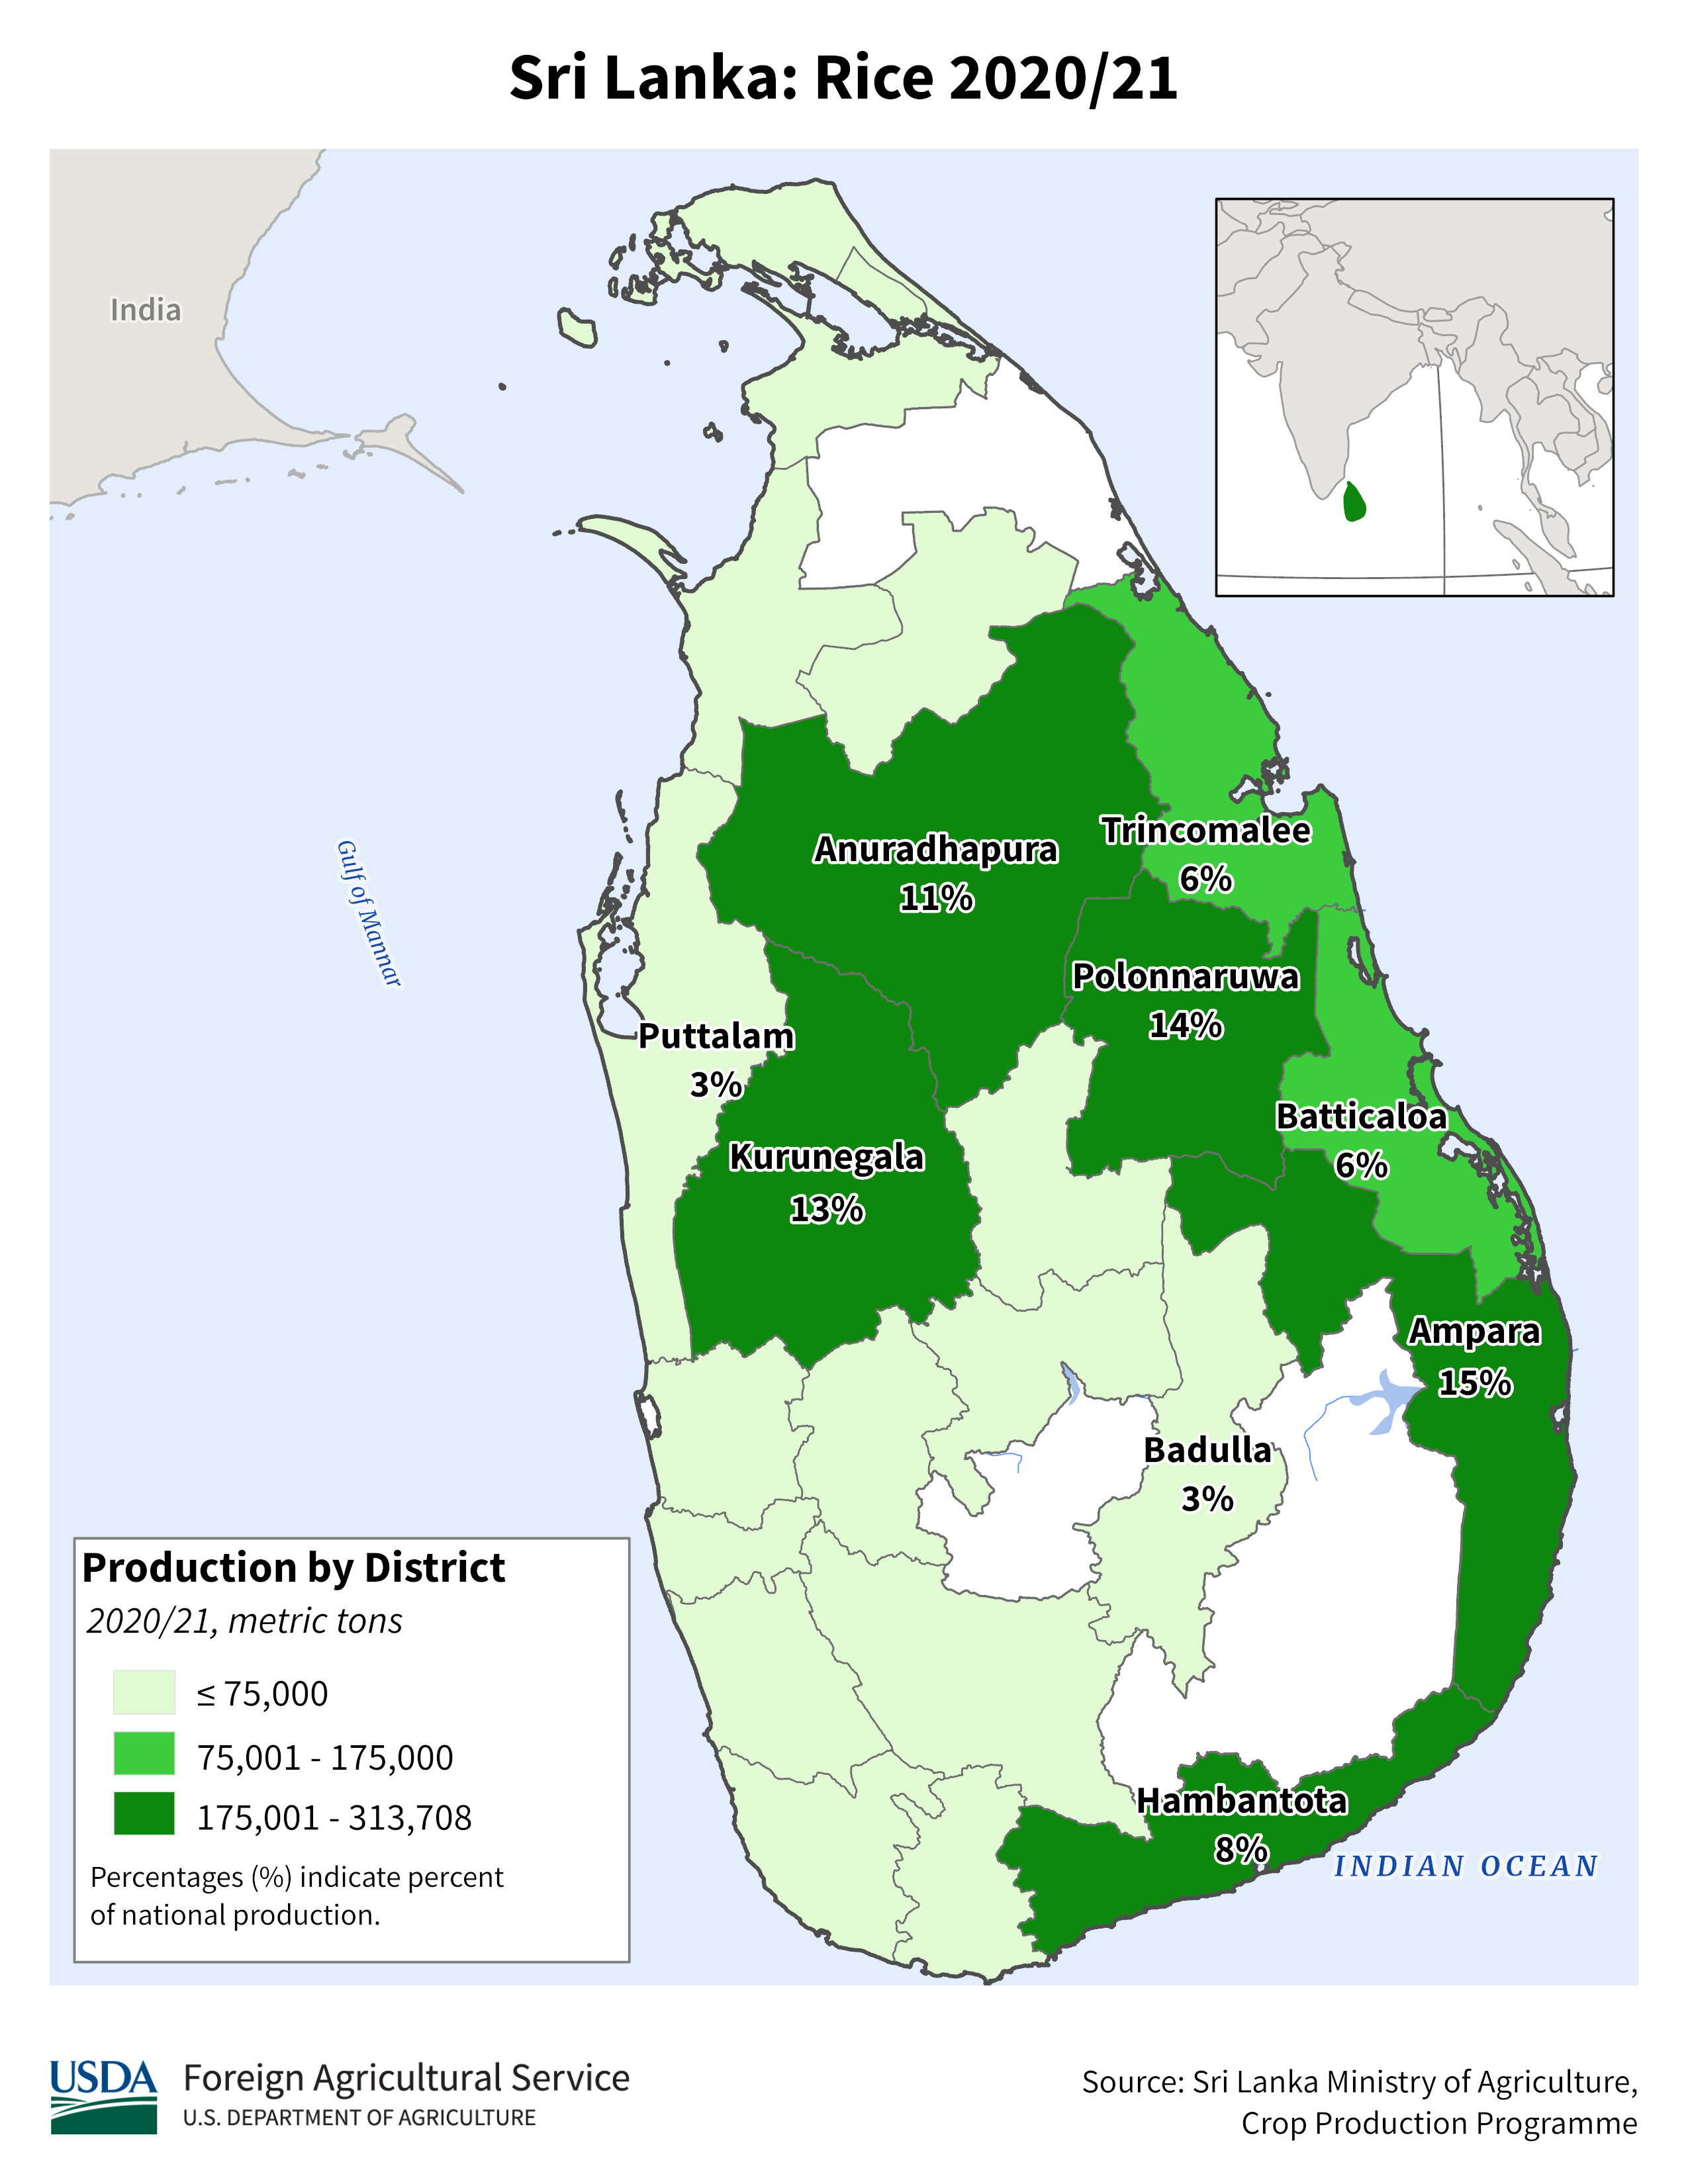 Sri Lanka: Rice 2020/21
India
Gulf of Mannar
Trincomalee
6%
Anuradhapura
11%
Polonnaruwa
14%
Puttalam
3%
Batticaloa
6%
Kurunegala
13%
Ampara
15%
Badulla
3%
Hambantota
8%
INDIAN OCEAN
Production by District
2020/21, metric tons
≤ 75,000
75,001 - 175,000
175,001 - 313,708
Percentages (%) indicate percent
of national production.
USDA
Foreign Agricultural Service
U.S. DEPARTMENT OF AGRICULTURE
Source: Sri Lanka Ministry of Agriculture,
Crop Production Programme